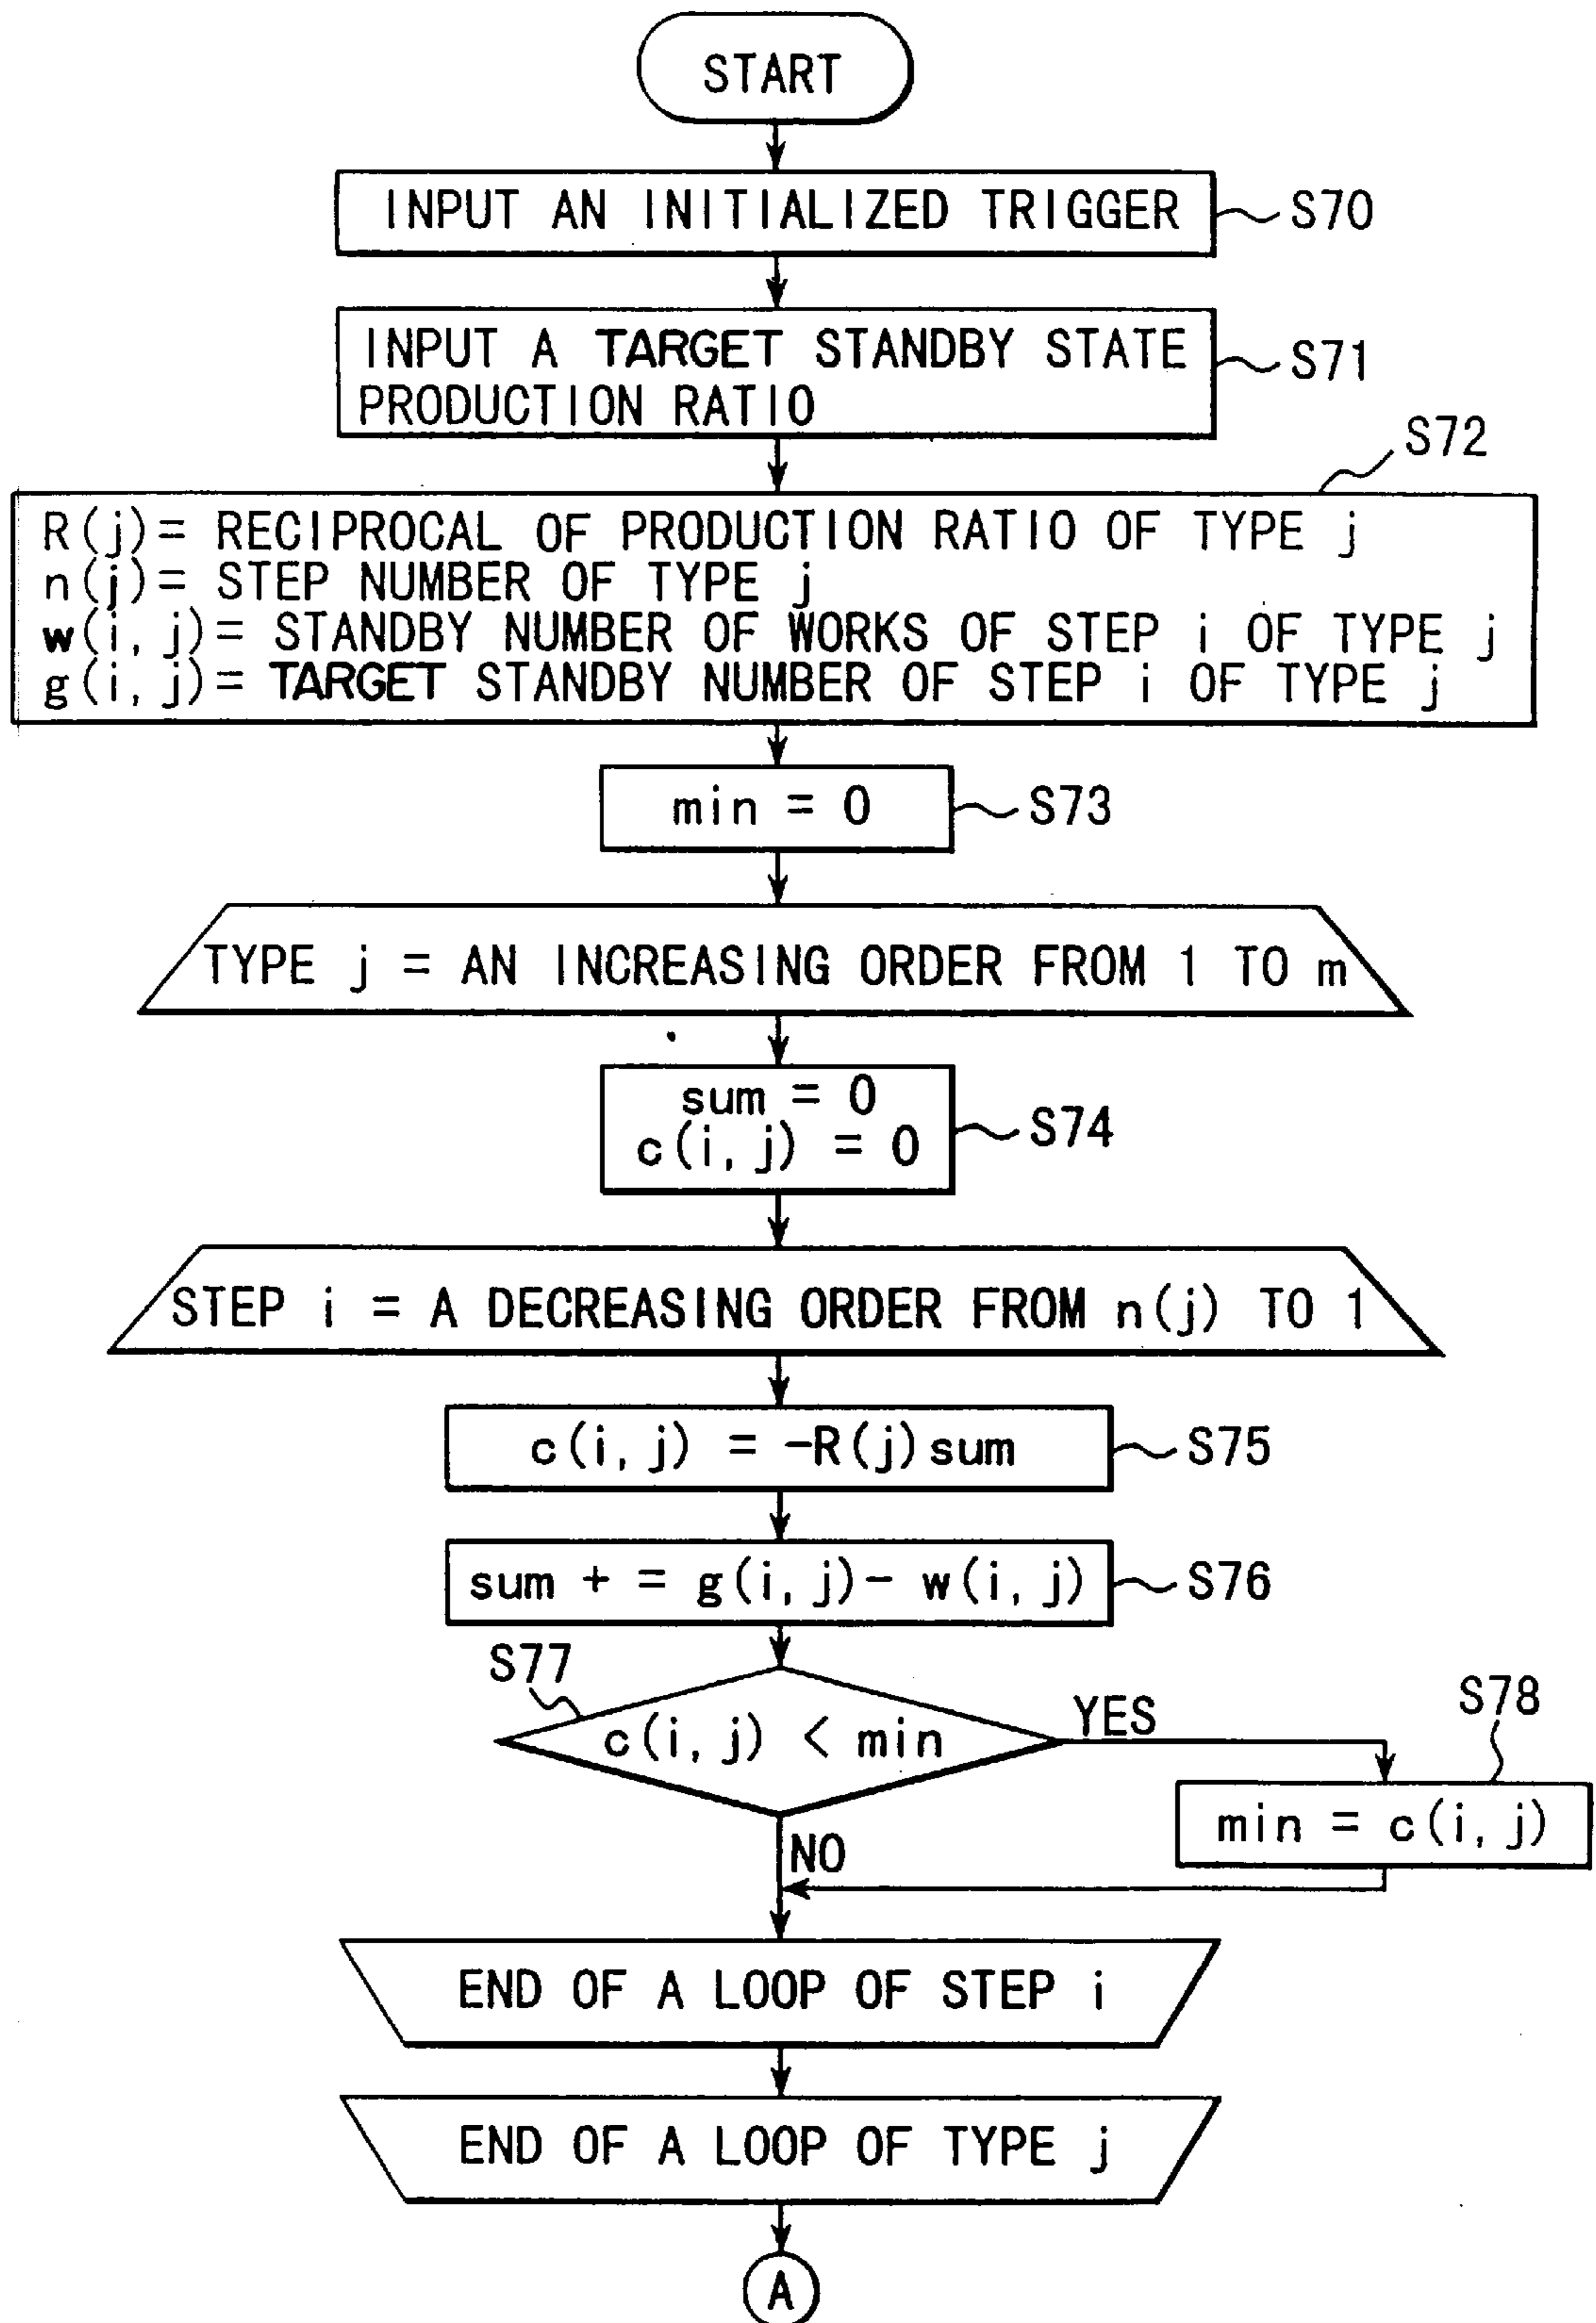 START
INPUT AN INITIALIZED TRIGGER
S70
INPUT A TARGET STANDBY STATE
PRODUCTION RATIO
S71
S72
R(j)= RECIPROCAL OF PRODUCTION RATIO OF TYPE j
n(j)= STEP NUMBER OF TYPE j
w(i, j)= STANDBY NUMBER OF WORKS OF STEP i OF TYPE j
g(i, j)= TARGET STANDBY NUMBER OF STEP i OF TYPE j
min = 0
S73
TYPE j = AN INCREASING ORDER FROM 1 TO m
sum = 0
c(i, j) = 0
S74
STEP i = A DECREASING ORDER FROM n(j) TO 1
c(i, j) = -R(j)sum
S75
sum + = g(i, j)- w(i, j)
S76
S77
c(i, j) < min
YES
S78
min = c(i, j)
NO
END OF A LOOP OF STEP i
END OF A LOOP OF TYPE j
A